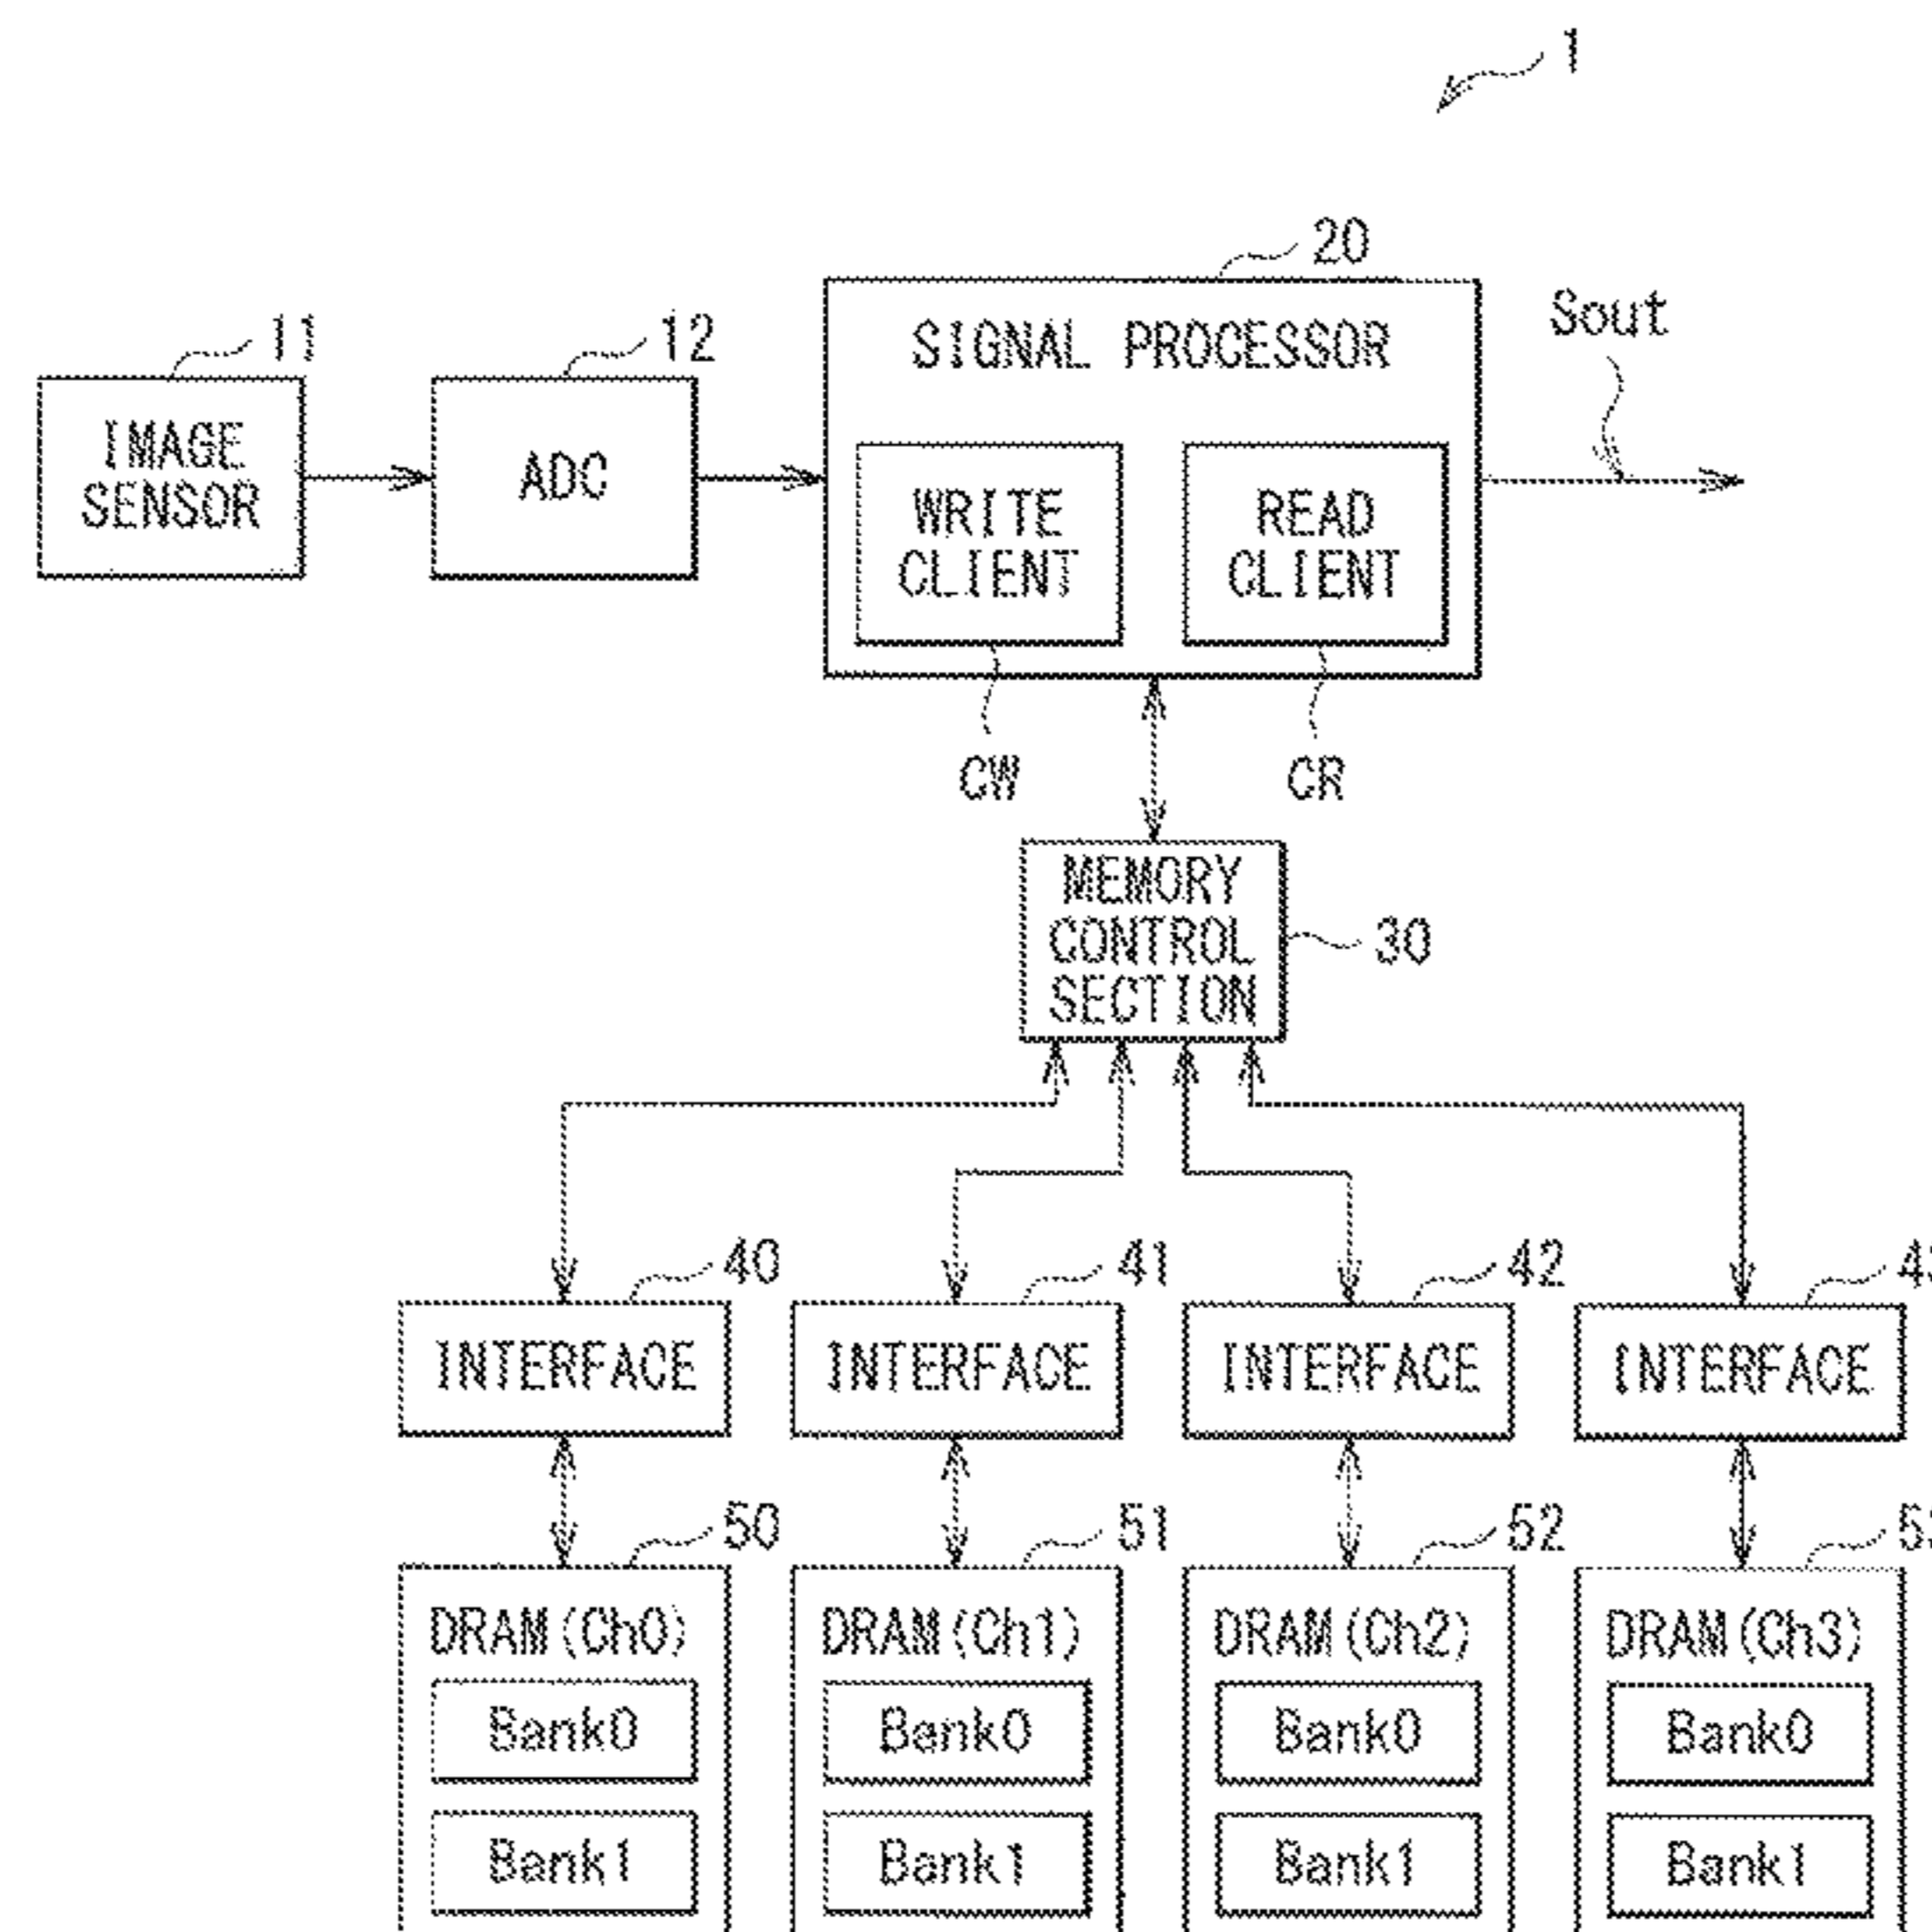 1
20
Sout
11
12
SIGNAL PROCESSOR
IMAGE
SENSOR
ADC
WRITE
CLIENT
READ
CLIENT
CW
CR
MEMORY
CONTROL
SECTION
30
40
41
42
INTERFACE
INTERFACE
INTERFACE
INTERFACE
50
51
52
DRAM(Ch0)
DRAM(Ch1)
DRAM(Ch2)
DRAM(Ch3)
Bank0
Bank0
Bank0
Bank0
Bank1
Bank1
Bank1
Bank1